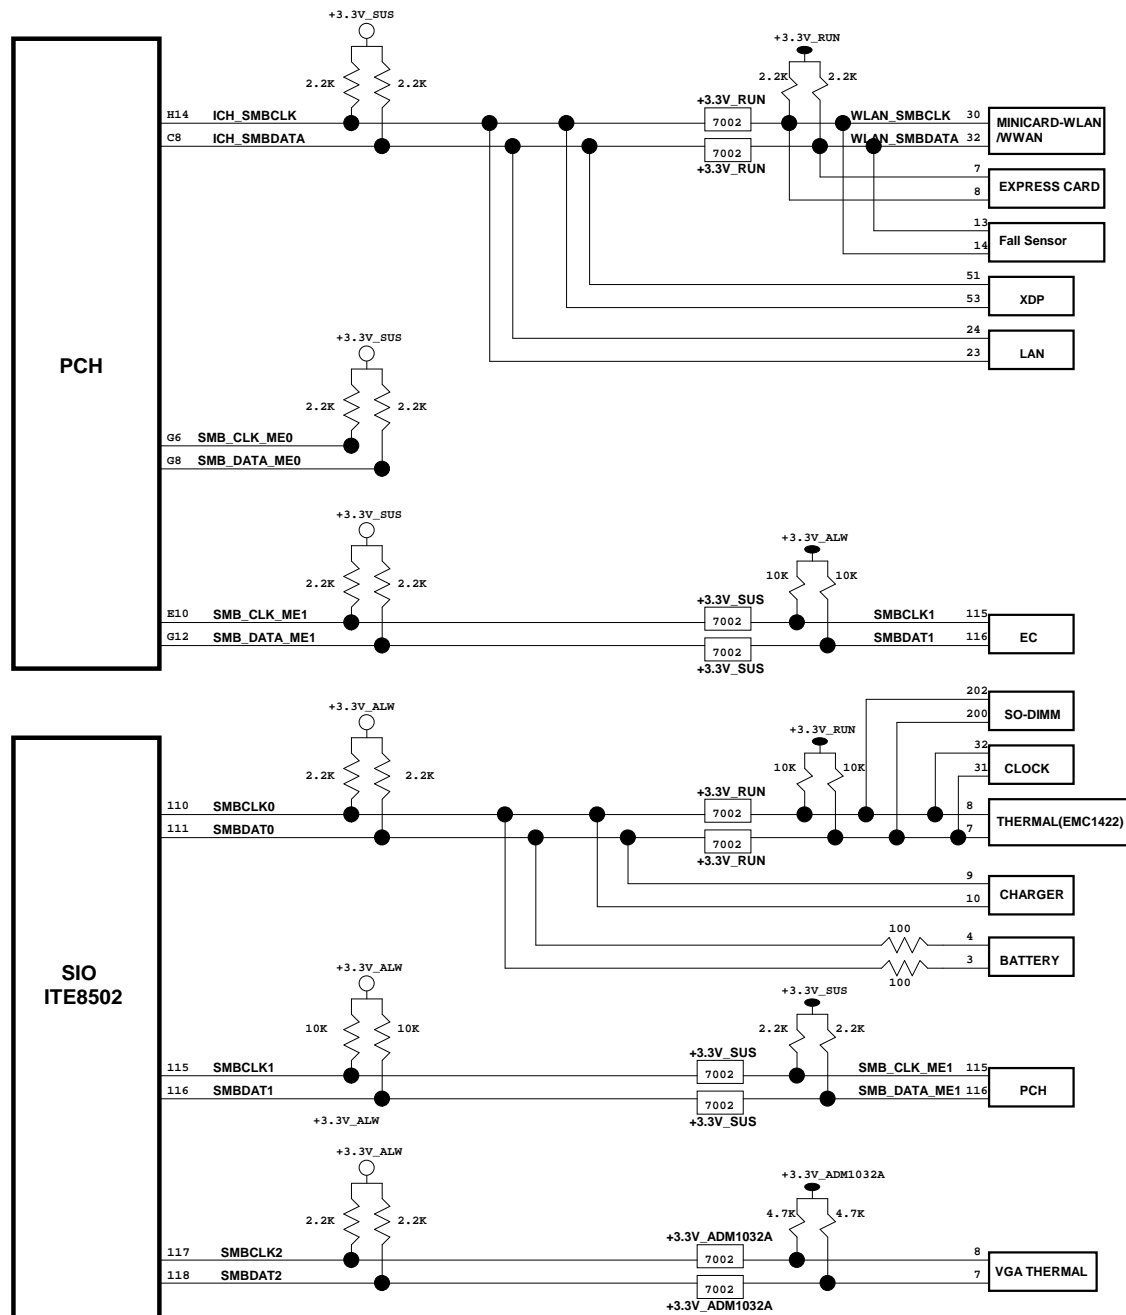 +3.3V_SUS
+3.3V_RUN
2.2K 2.2K 2.2K 2.2K
+3.3V_RUN
H14 ICH_SMBCLK 7002 WLAN_SMBCLK 30
C8 ICH_SMBDATA 7002 WLAN_SMBDATA 32
MINICARD-WLAN
/WWAN
+3.3V_RUN
7
8
EXPRESS CARD
13
14
Fall Sensor
51
53
XDP
24
23
LAN
+3.3V_SUS
PCH
2.2K 2.2K
G6 SMB_CLK_ME0
G8 SMB_DATA_ME0
+3.3V_SUS
+3.3V_ALW
2.2K 2.2K 10K 10K
+3.3V_SUS
E10 SMB_CLK_ME1 7002 SMBCLK1 115
G12 SMB_DATA_ME1 7002 SMBDAT1 116
EC
+3.3V_SUS
202
200
SO-DIMM
+3.3V_ALW
+3.3V_RUN
32
31
CLOCK
2.2K 2.2K 10K 10K
+3.3V_RUN
110 SMBCLK0 7002 8
111 SMBDAT0 7002 7
THERMAL(EMC1422)
+3.3V_RUN
9
10
CHARGER
100 4
100 3
BATTERY
SIO
ITE8502
+3.3V_ALW
+3.3V_SUS
10K 10K 2.2K 2.2K
+3.3V_SUS
115 SMBCLK1 7002 SMB_CLK_ME1 115
116 SMBDAT1 7002 SMB_DATA_ME1 116
PCH
+3.3V_ALW +3.3V_SUS
+3.3V_ALW
+3.3V_ADM1032A
2.2K 2.2K 4.7K 4.7K
+3.3V_ADM1032A
117 SMBCLK2 7002 8
118 SMBDAT2 7002 7
VGA THERMAL
+3.3V_ADM1032A